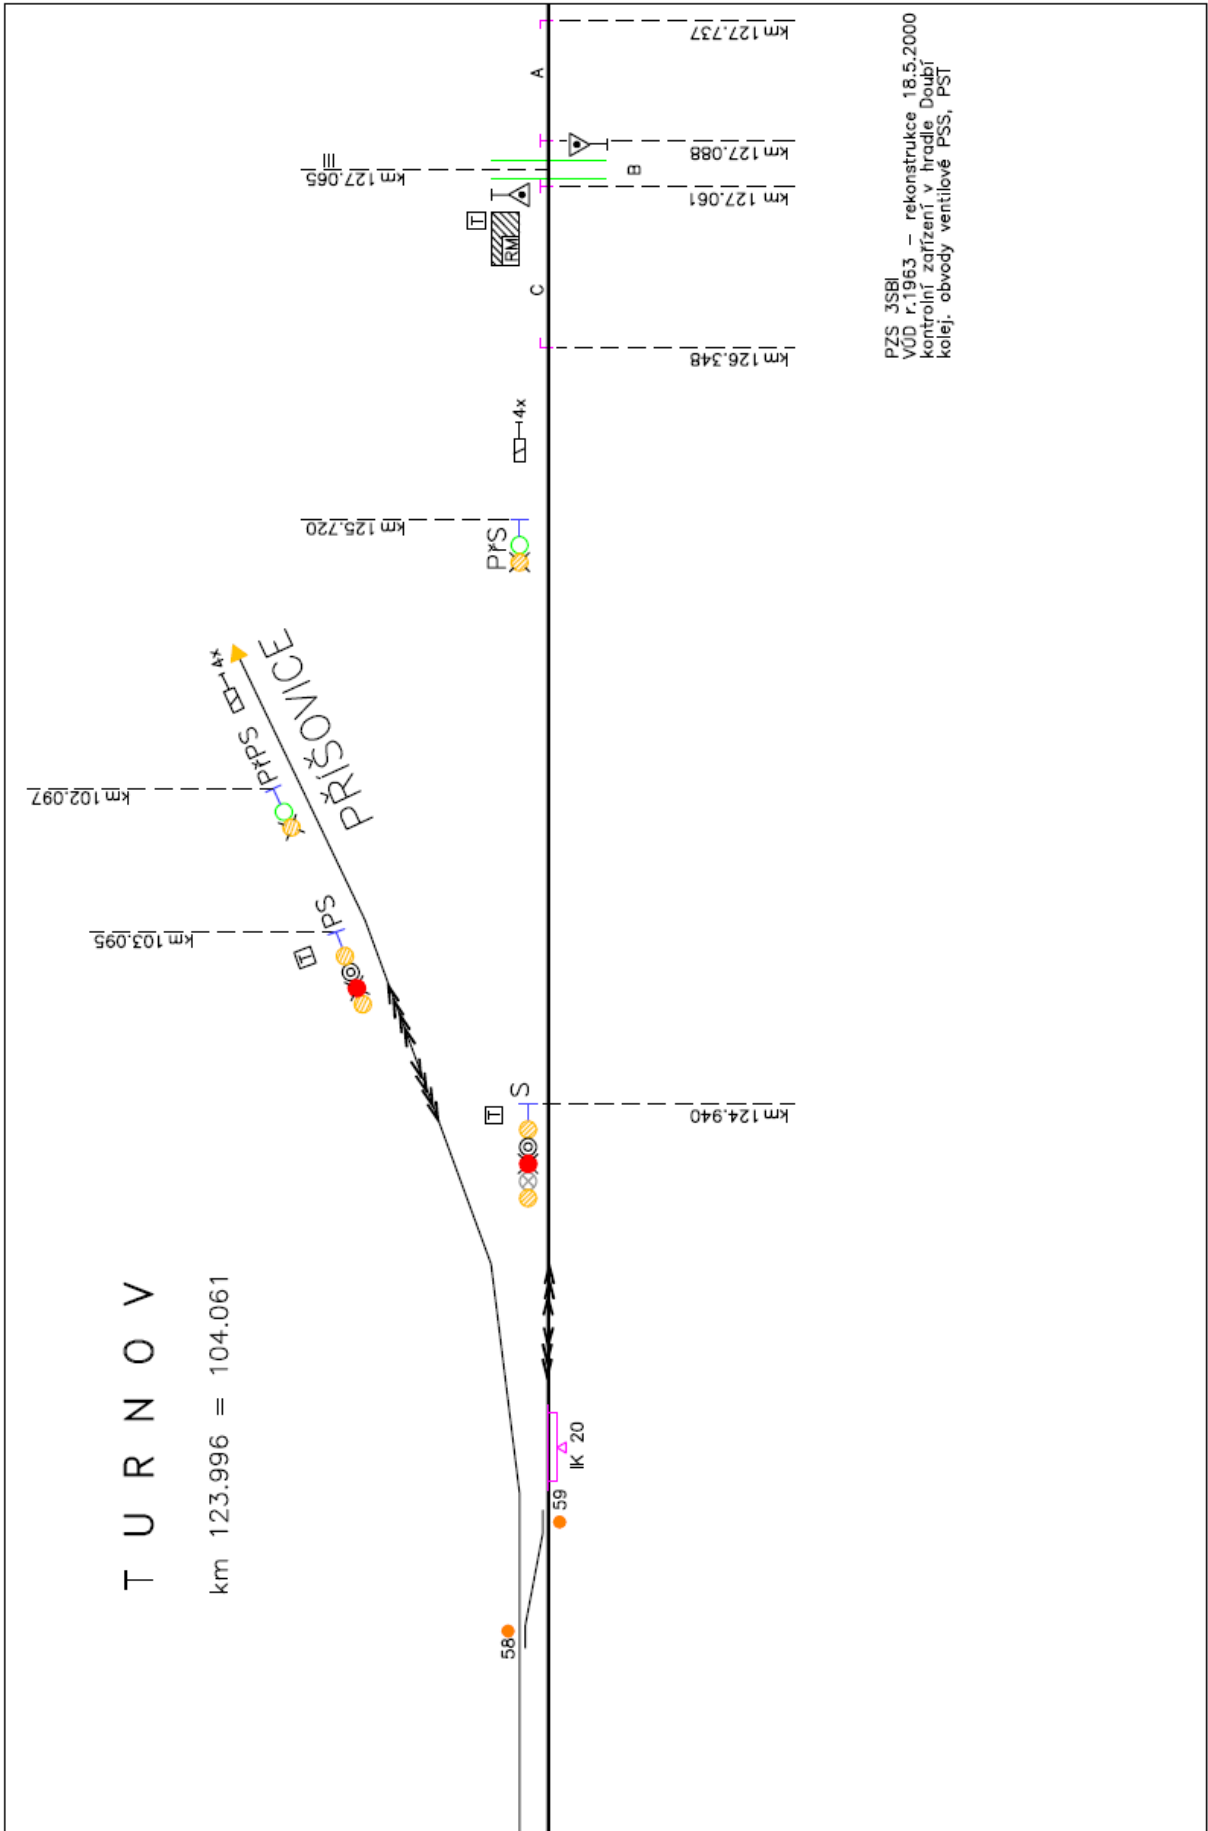 T U R N O V
km 123.996 = 104.061
58
59
IK 20
S
T
km 124.940
T
PS
km 103.095
PřPS
4x
km 102.097
PŘÍŠOVICE
PřS
km 125.720
4x
km 126.348
C
RM
T
km 127.061
B
km 127.065
III
km 127.088
A
km 127.737
PZS 3SBI
VÚD r.1963 – rekonstrukce 18.5.2000
kontrolní zařízení v hradle Doubí
kolej. obvody ventilové PSS, PST